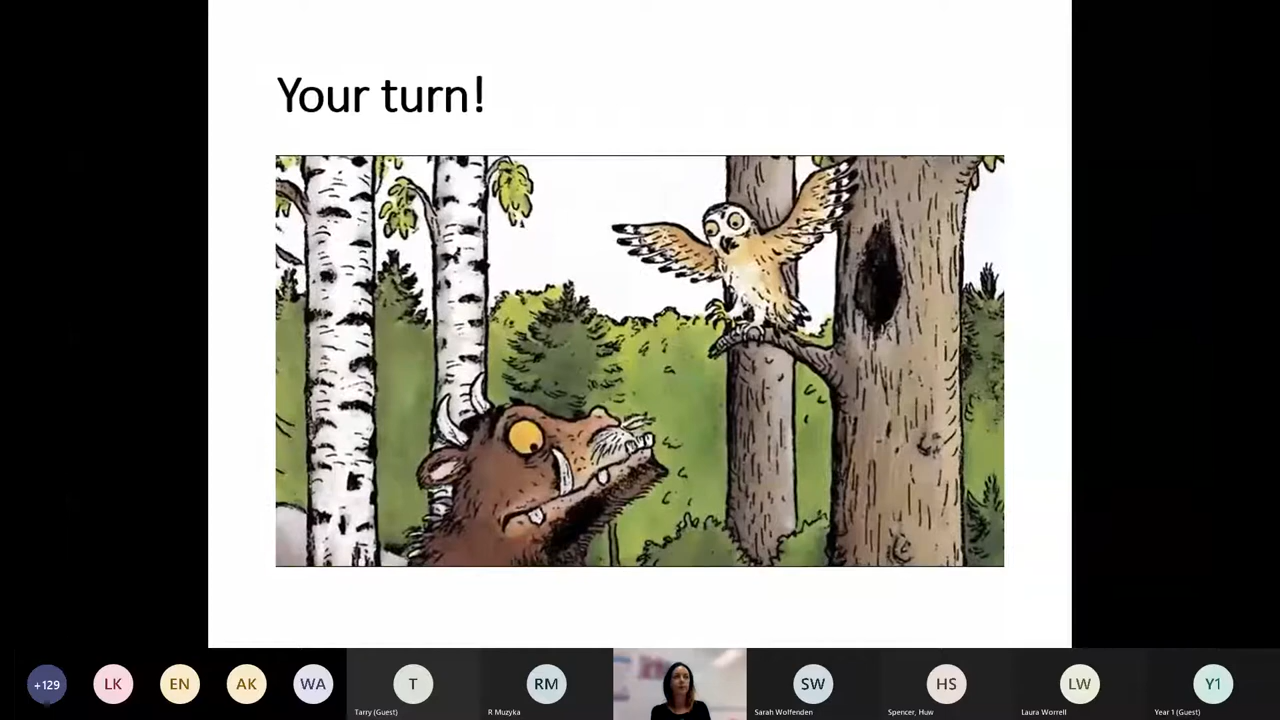 Your turn!
+129 LK EN AK WA T RM SW HS LW Y1
Tarry (Guest) R Muzyka Sarah Wolfenden Spencer, Huw Laura Worrell Year 1 (Guest)